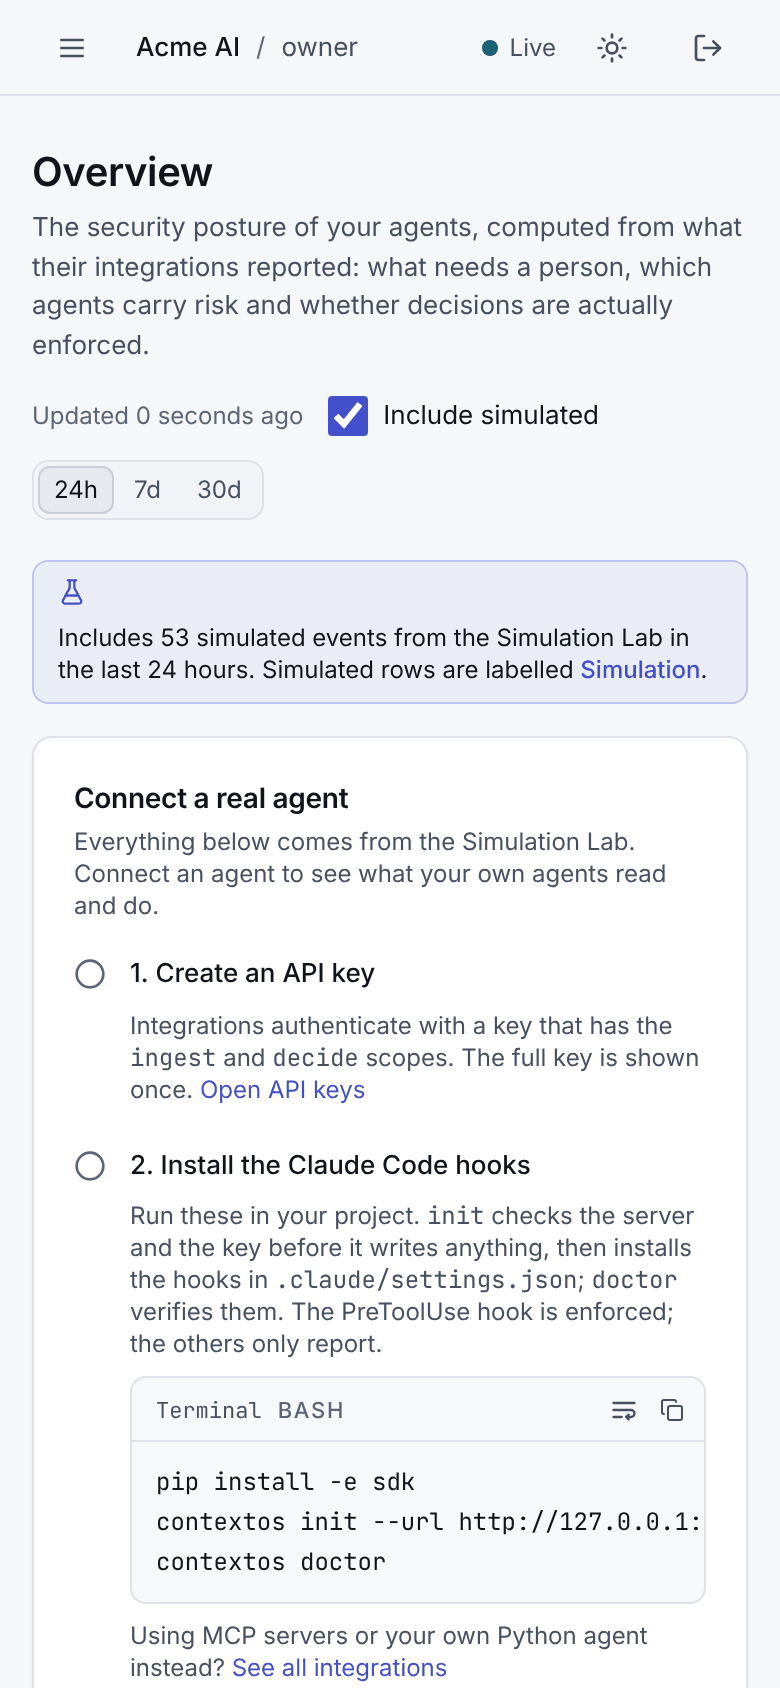 Acme AI / owner
Live
Overview
The security posture of your agents, computed from what
their integrations reported: what needs a person, which
agents carry risk and whether decisions are actually
enforced.
Updated 0 seconds ago
Include simulated
24h 7d 30d
Includes 53 simulated events from the Simulation Lab in
the last 24 hours. Simulated rows are labelled Simulation.
Connect a real agent
Everything below comes from the Simulation Lab.
Connect an agent to see what your own agents read
and do.
1. Create an API key
Integrations authenticate with a key that has the
ingest and decide scopes. The full key is shown
once. Open API keys
2. Install the Claude Code hooks
Run these in your project. init checks the server
and the key before it writes anything, then installs
the hooks in .claude/settings.json; doctor
verifies them. The PreToolUse hook is enforced;
the others only report.
Terminal BASH
pip install -e sdk
contextos init --url http://127.0.0.1:
contextos doctor
Using MCP servers or your own Python agent
instead? See all integrations